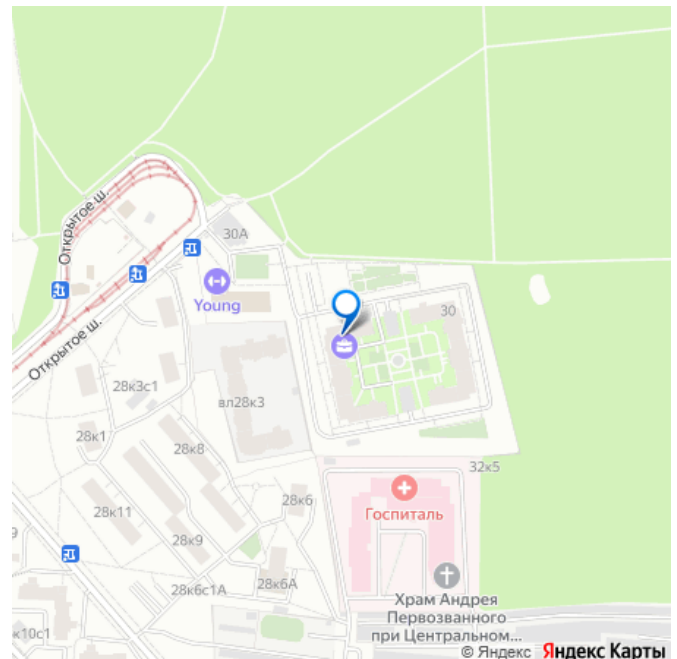 Открытое ш.
30А
Young
30
Открытое ш.
28к3с1
вл28к3
28к1
28к8
32к5
28к6
Госпиталь
28к11
28к9
28к6с1А
28к6А
Храм Андрея
Первозванного
при Центральном...
к10с1
© Яндекс Яндекс Карты